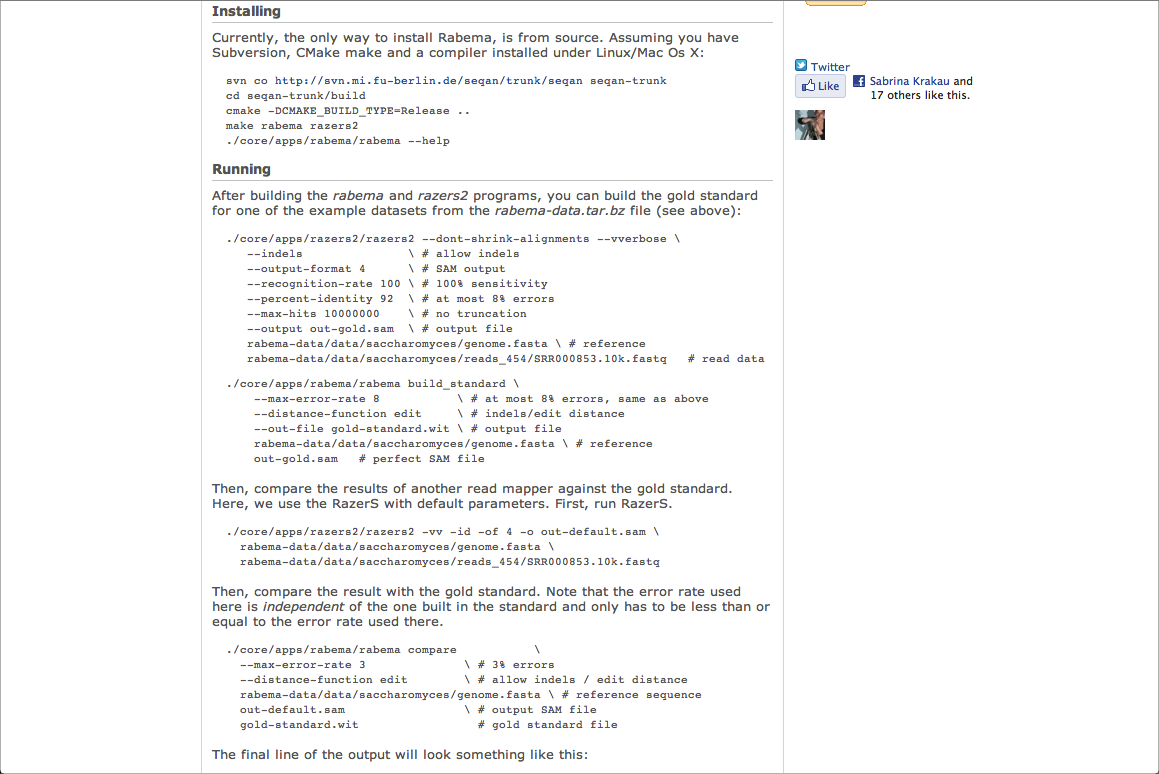 Installing
Currently, the only way to install Rabema, is from source. Assuming you have
Subversion, CMake make and a compiler installed under Linux/Mac Os X:
svn co http://svn.mi.fu-berlin.de/seqan/trunk/seqan seqan-trunk
cd seqan-trunk/build
cmake -DCMAKE_BUILD_TYPE=Release ..
make rabema razers2
./core/apps/rabema/rabema --help
Running
After building the rabema and razers2 programs, you can build the gold standard
for one of the example datasets from the rabema-data.tar.bz file (see above):
./core/apps/razers2/razers2 --dont-shrink-alignments --vverbose \
--indels \ # allow indels
--output-format 4 \ # SAM output
--recognition-rate 100 \ # 100% sensitivity
--percent-identity 92 \ # at most 8% errors
--max-hits 10000000 \ # no truncation
--output out-gold.sam \ # output file
rabema-data/data/saccharomyces/genome.fasta \ # reference
rabema-data/data/saccharomyces/reads_454/SRR000853.10k.fastq # read data
./core/apps/rabema/rabema build_standard \
--max-error-rate 8 \ # at most 8% errors, same as above
--distance-function edit \ # indels/edit distance
--out-file gold-standard.wit \ # output file
rabema-data/data/saccharomyces/genome.fasta \ # reference
out-gold.sam # perfect SAM file
Then, compare the results of another read mapper against the gold standard.
Here, we use the RazerS with default parameters. First, run RazerS.
./core/apps/razers2/razers2 -vv -id -of 4 -o out-default.sam \
rabema-data/data/saccharomyces/genome.fasta \
rabema-data/data/saccharomyces/reads_454/SRR000853.10k.fastq
Then, compare the result with the gold standard. Note that the error rate used
here is independent of the one built in the standard and only has to be less than or
equal to the error rate used there.
./core/apps/rabema/rabema compare \
--max-error-rate 3 \ # 3% errors
--distance-function edit \ # allow indels / edit distance
rabema-data/data/saccharomyces/genome.fasta \ # reference sequence
out-default.sam \ # output SAM file
gold-standard.wit # gold standard file
The final line of the output will look something like this:
Twitter
Like
Sabrina Krakau and
17 others like this.